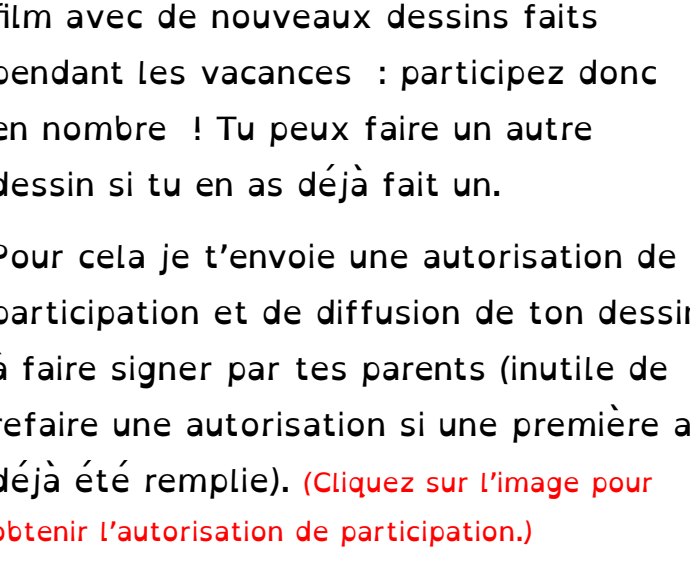 film avec de nouveaux dessins faits
pendant les vacances  : participez donc
en nombre  ! Tu peux faire un autre
dessin si tu en as déjà fait un.
Pour cela je t'envoie une autorisation de
participation et de diffusion de ton dessin
à faire signer par tes parents (inutile de
refaire une autorisation si une première a
déjà été remplie). (Cliquez sur l'image pour
obtenir l'autorisation de participation.)